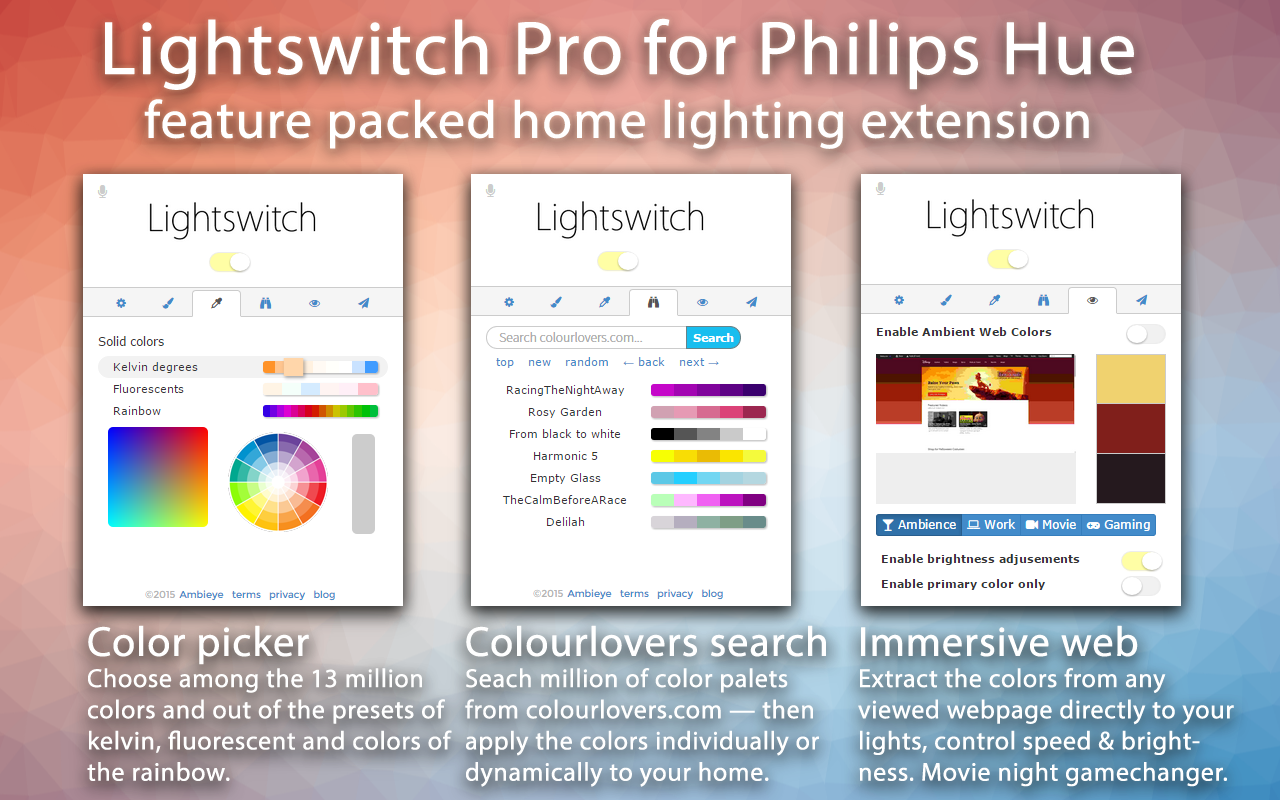 Lightswitch Pro for Philips Hue
feature packed home lighting extension
Lightswitch
Solid colors
Kelvin degrees
Fluorescents
Rainbow
©2015 Ambieye terms privacy blog
Color picker
Choose among the 13 million
colors and out of the presets of
kelvin, fluorescent and colors of
the rainbow.
Lightswitch
Search colourlovers.com... Search
top new random ← back next →
RacingTheNightAway
Rosy Garden
From black to white
Harmonic 5
Empty Glass
TheCalmBeforeARace
Delilah
©2015 Ambieye terms privacy blog
Colourlovers search
Seach million of color palets
from colourlovers.com — then
apply the colors individually or
dynamically to your home.
Lightswitch
Enable Ambient Web Colors
Ambience Work Movie Gaming
Enable brightness adjusements
Enable primary color only
Immersive web
Extract the colors from any
viewed webpage directly to your
lights, control speed & bright-
ness. Movie night gamechanger.